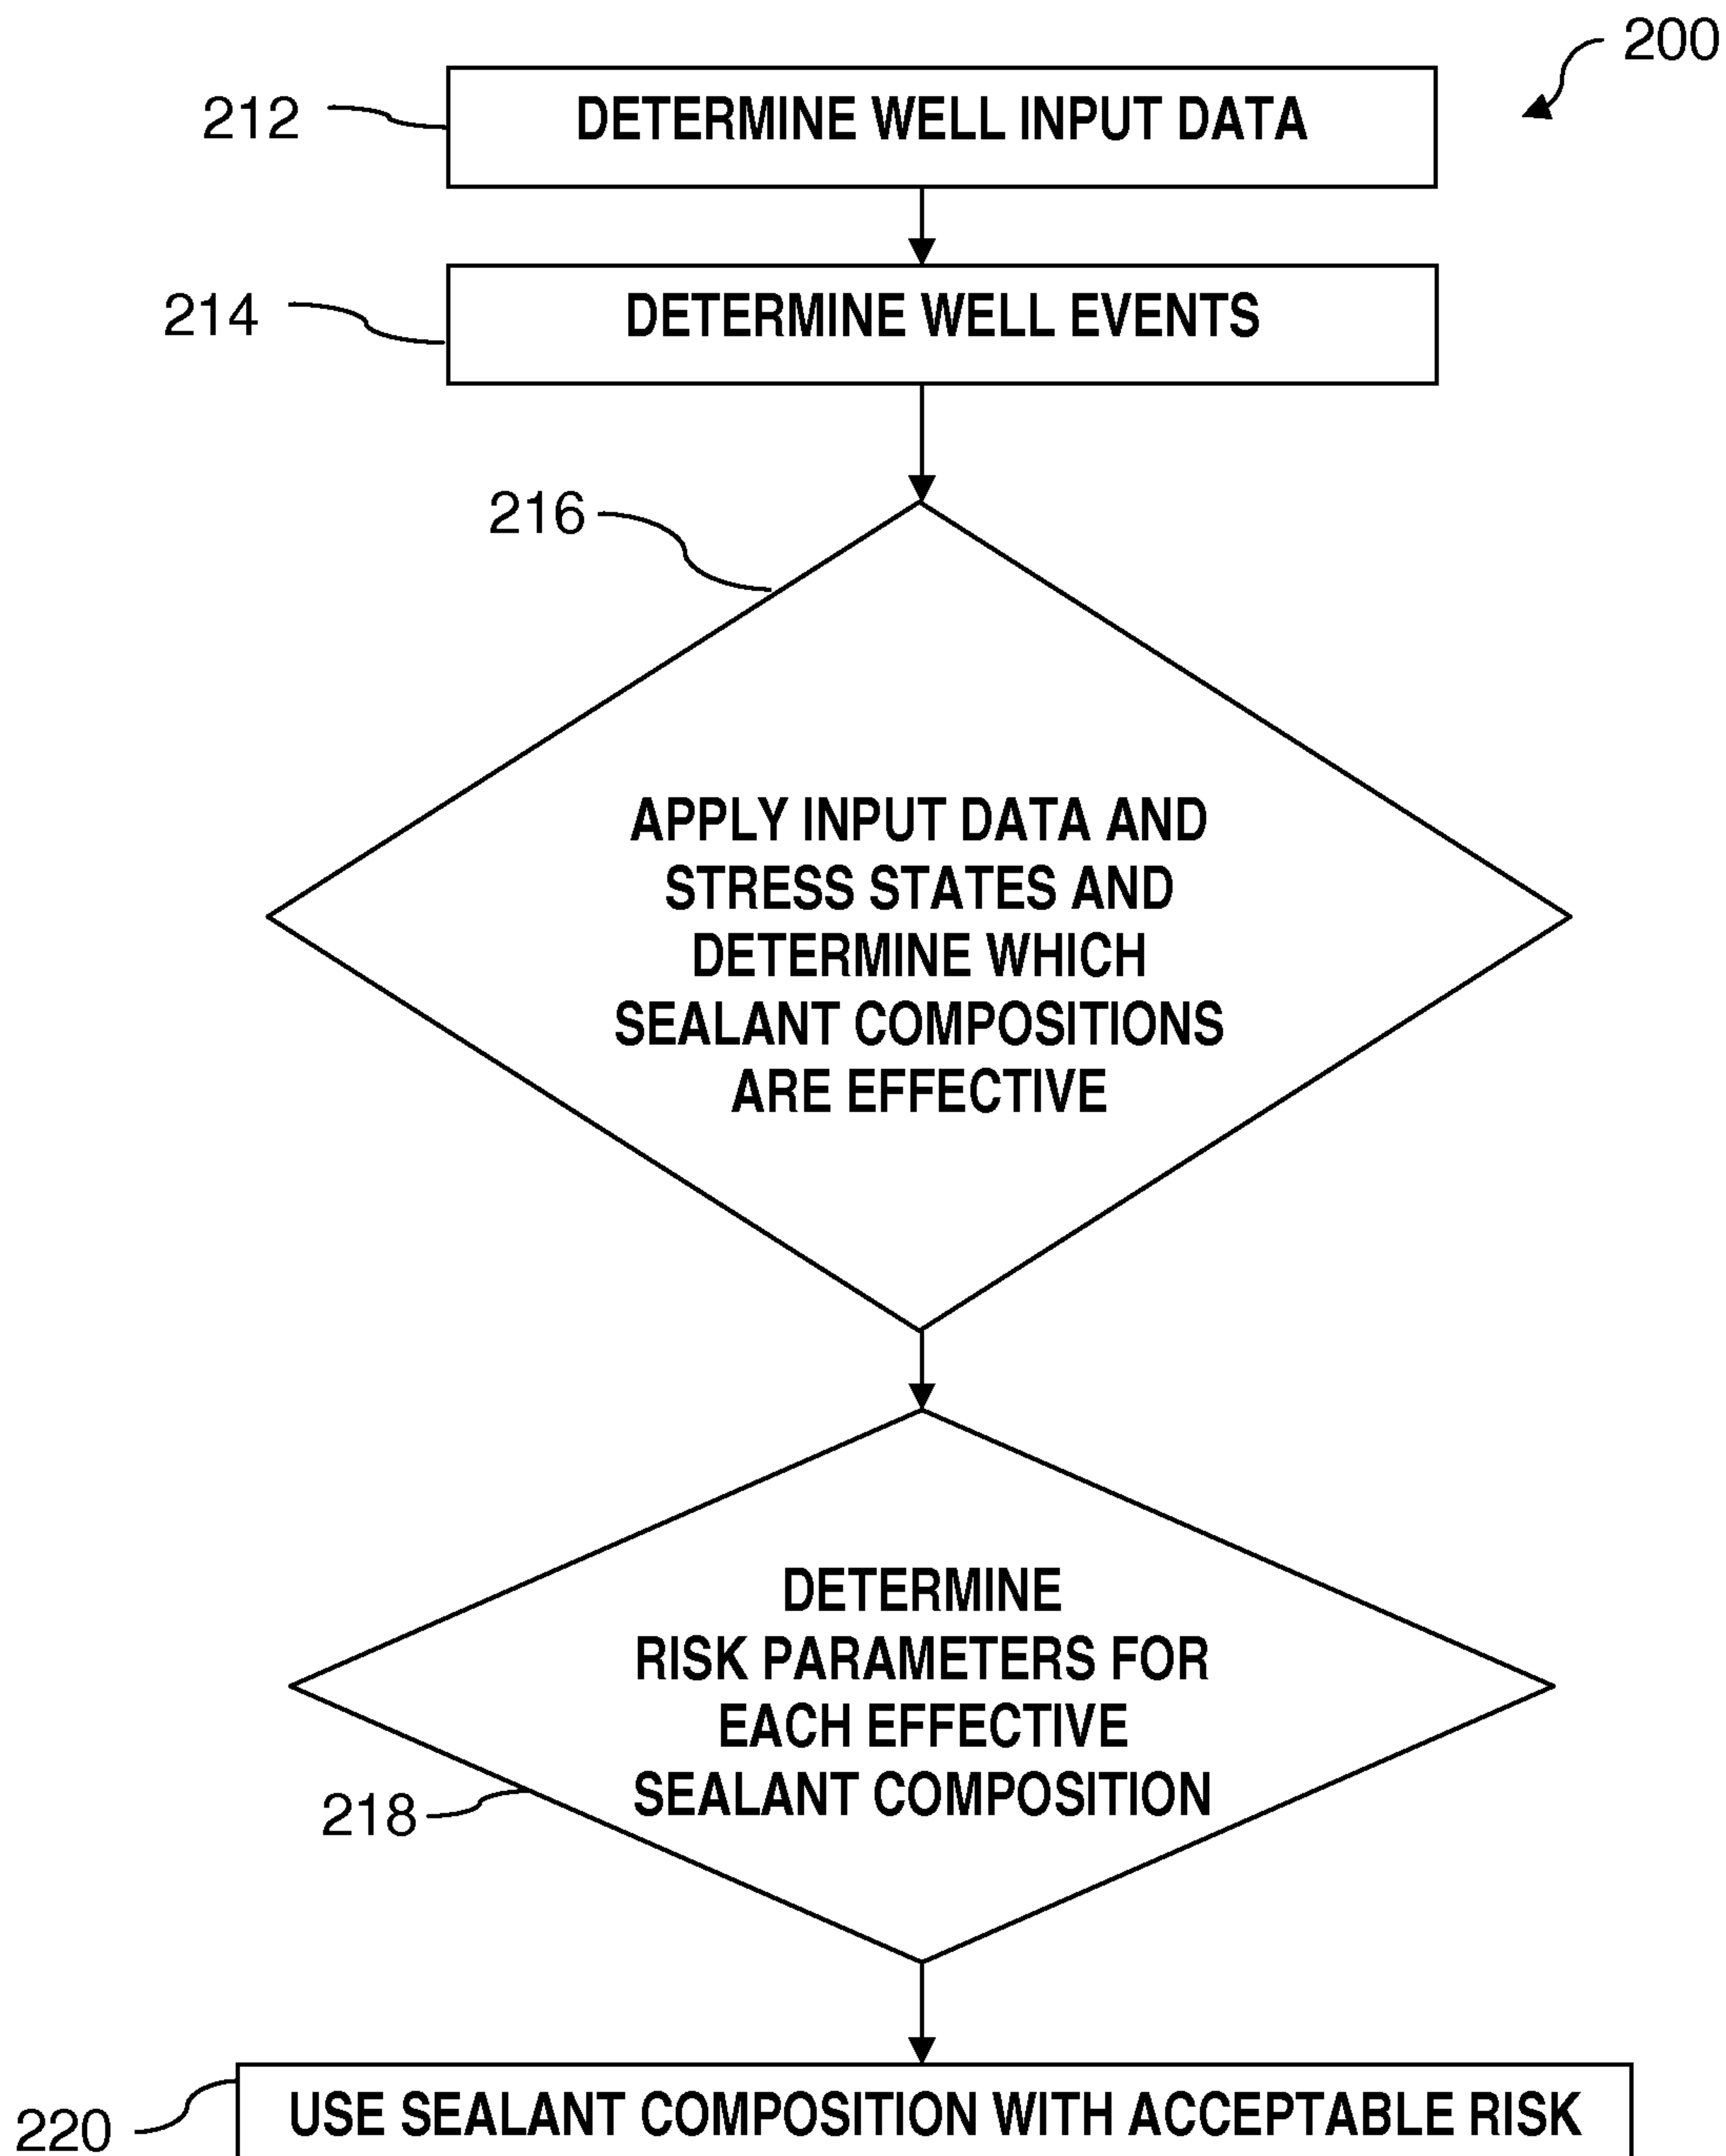 200
212
DETERMINE WELL INPUT DATA
214
DETERMINE WELL EVENTS
216
APPLY INPUT DATA AND
STRESS STATES AND
DETERMINE WHICH
SEALANT COMPOSITIONS
ARE EFFECTIVE
DETERMINE
RISK PARAMETERS FOR
EACH EFFECTIVE
SEALANT COMPOSITION
218
USE SEALANT COMPOSITION WITH ACCEPTABLE RISK
220